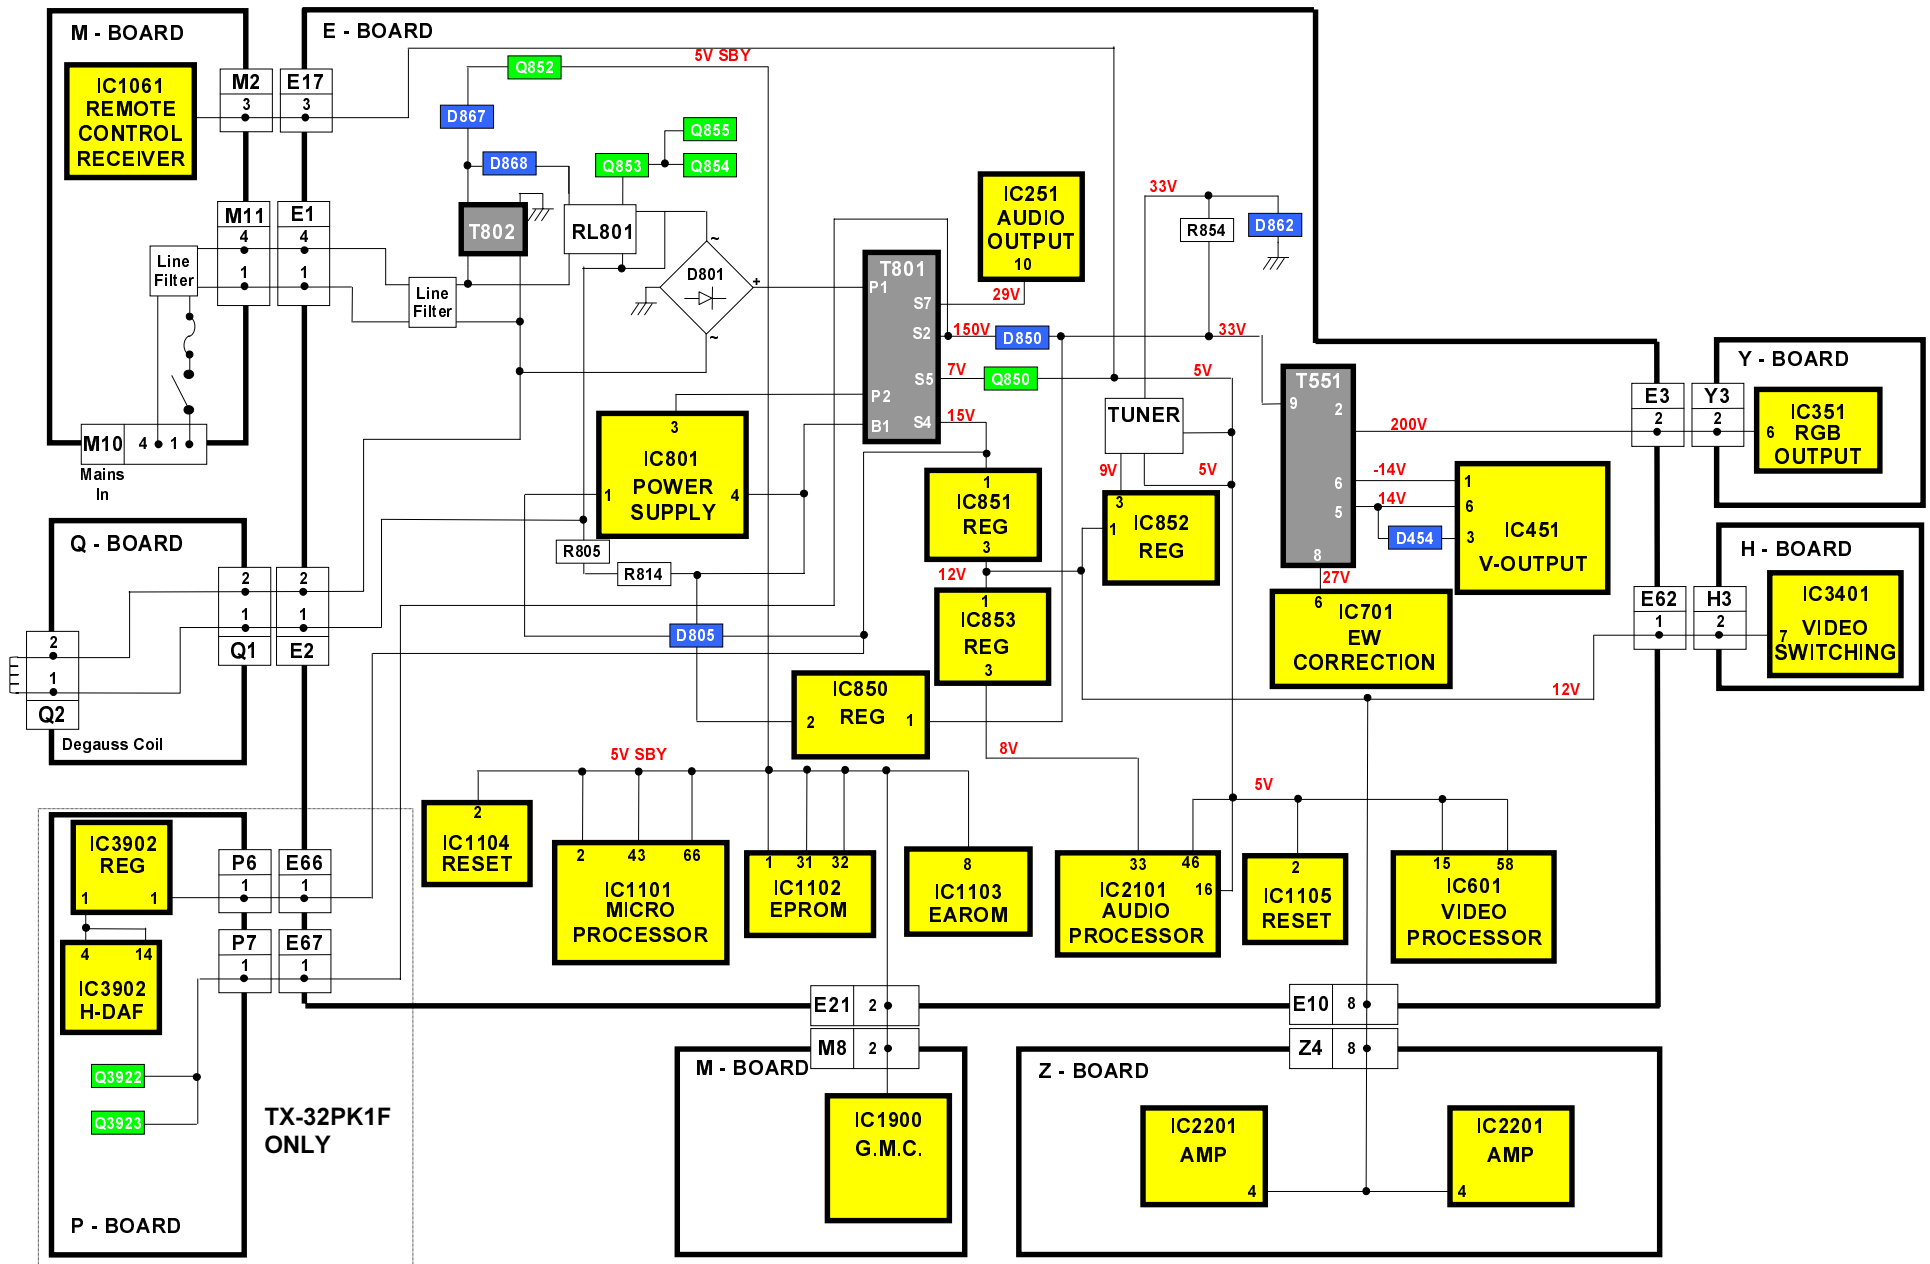 M - BOARD
IC1061
REMOTE
CONTROL
RECEIVER
M2
3
E17
3
E - BOARD
5V SBY
Q852
D867
D868
Q855
Q853
Q854
T802
RL801
M11
4
1
E1
4
1
Line
Filter
Line
Filter
D801
~
+
~
M10
4
1
Mains
In
T801
P1
S7
S2
S5
P2
S4
B1
IC251
AUDIO
OUTPUT
10
29V
150V
D850
7V
Q850
15V
33V
R854
D862
33V
5V
TUNER
9V
5V
3
IC801
POWER
SUPPLY
1
4
1
IC851
REG
3
3
1
IC852
REG
12V
1
IC853
REG
3
R805
R814
D805
IC850
REG
2
1
8V
T551
9
2
6
5
8
200V
-14V
14V
D454
27V
1
6
3
IC451
V-OUTPUT
6
IC701
EW
CORRECTION
12V
E3
2
Y3
2
Y - BOARD
IC351
RGB
OUTPUT
6
H - BOARD
E62
1
H3
2
IC3401
VIDEO
SWITCHING
7
Q - BOARD
2
1
Q1
2
1
E2
2
1
Q2
Degauss Coil
5V SBY
2
IC1104
RESET
2
43
66
IC1101
MICRO
PROCESSOR
1
31
32
IC1102
EPROM
8
IC1103
EAROM
33
46
16
IC2101
AUDIO
PROCESSOR
5V
2
IC1105
RESET
15
58
IC601
VIDEO
PROCESSOR
IC3902
REG
1
1
P6
1
E66
1
P7
1
E67
1
4
14
IC3902
H-DAF
Q3922
Q3923
TX-32PK1F
ONLY
P - BOARD
E21
2
M8
2
M - BOARD
IC1900
G.M.C.
E10
8
Z4
8
Z - BOARD
IC2201
AMP
4
IC2201
AMP
4